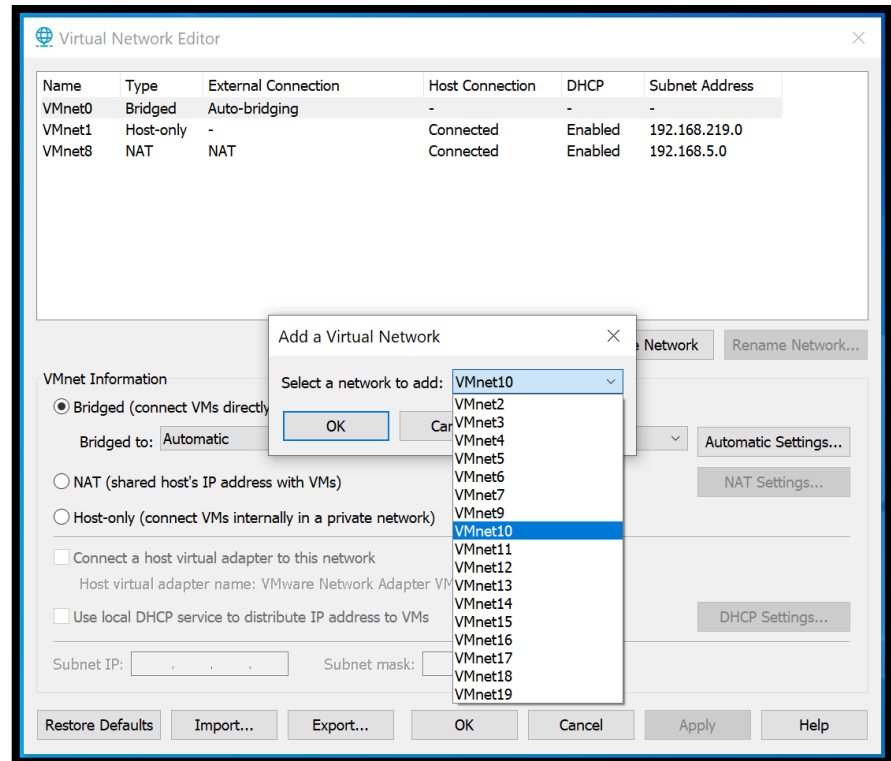 Virtual Network Editor
Name Type External Connection Host Connection DHCP Subnet Address
VMnet0 Bridged Auto-bridging - - -
VMnet1 Host-only - Connected Enabled 192.168.219.0
VMnet8 NAT NAT Connected Enabled 192.168.5.0
Add a Virtual Network
Network Rename Network...
Select a network to add: VMnet10
VMnet2
VMnet3
VMnet4
VMnet5
VMnet6
VMnet7
VMnet9
VMnet10
VMnet11
VMnet12
VMnet13
VMnet14
VMnet15
VMnet16
VMnet17
VMnet18
VMnet19
OK
VMnet Information
Bridged (connect VMs directly
Bridged to: Automatic Automatic Settings...
NAT (shared host's IP address with VMs) NAT Settings...
Host-only (connect VMs internally in a private network)
Connect a host virtual adapter to this network
Host virtual adapter name: VMware Network Adapter
Use local DHCP service to distribute IP address to VMs DHCP Settings...
Subnet IP: . . . Subnet mask:
Restore Defaults Import... Export... OK Cancel Apply Help